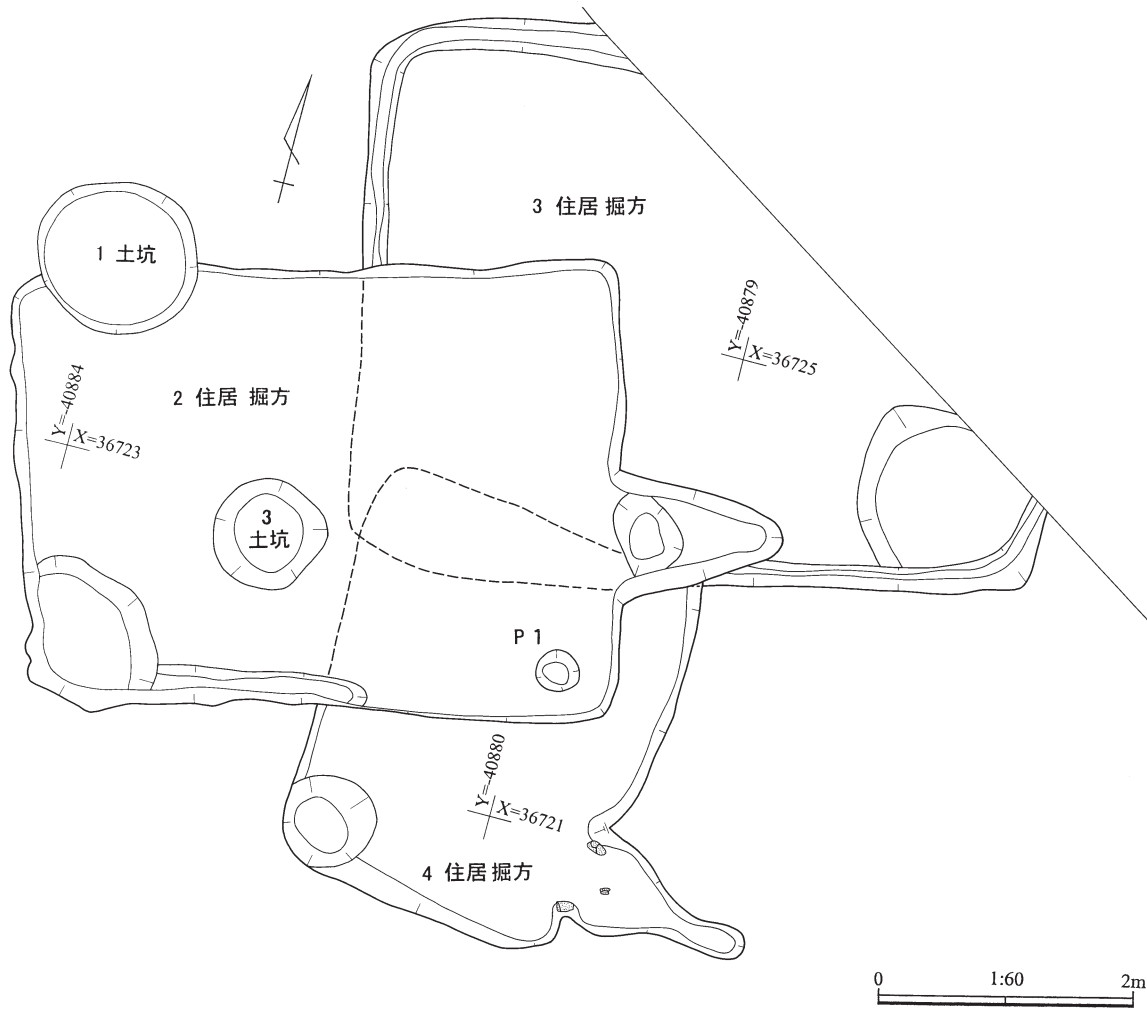 3 住居 掘方
1 土坑
Y=-40879
X=36725
2 住居 掘方
Y=-40884
X=36723
3
土坑
P 1
Y=-40880
X=36721
4 住居 掘方
0 1:60 2m